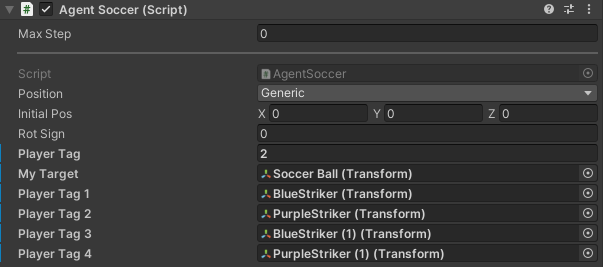 Agent Soccer (Script)
Max Step 0
Script AgentSoccer
Position Generic
Initial Pos X 0 Y 0 Z 0
Rot Sign 0
Player Tag 2
My Target Soccer Ball (Transform)
Player Tag 1 BlueStriker (Transform)
Player Tag 2 PurpleStriker (Transform)
Player Tag 3 BlueStriker (1) (Transform)
Player Tag 4 PurpleStriker (1) (Transform)